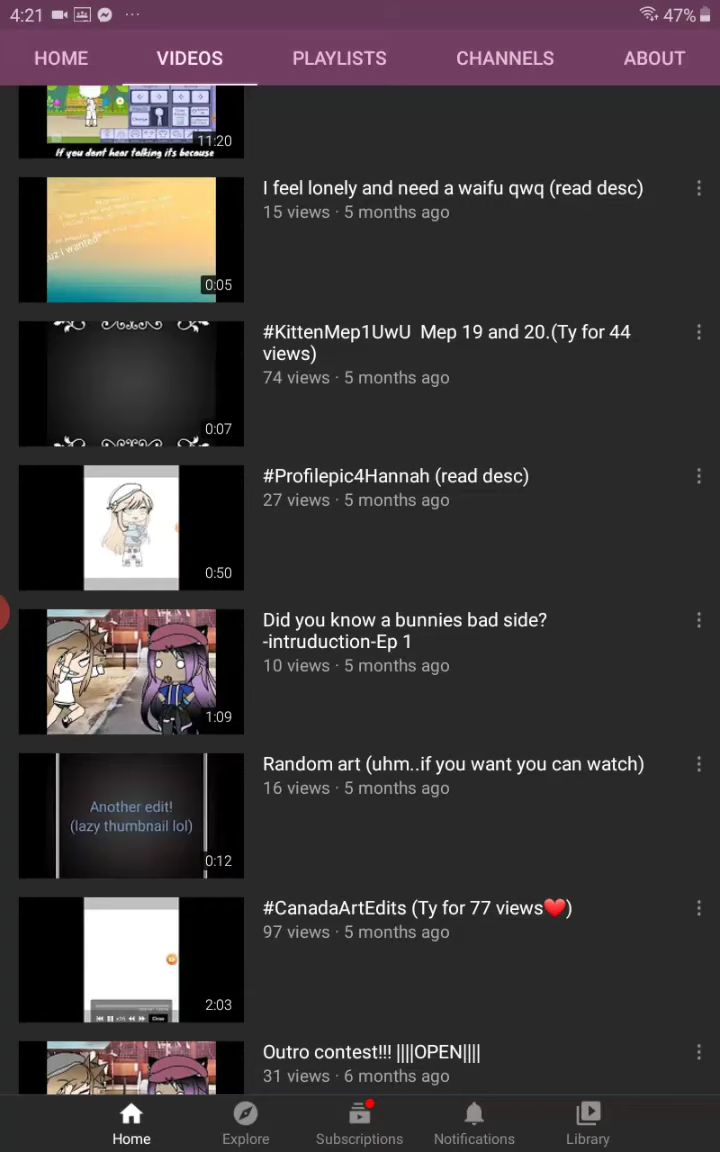 4:21
47%
HOME VIDEOS PLAYLISTS CHANNELS ABOUT
11:20
If you dont hear talking its because
I feel lonely and need a waifu qwq (read desc)
15 views · 5 months ago
uz i wanted
0:05
#KittenMep1UwU Mep 19 and 20.(Ty for 44
views)
74 views · 5 months ago
0:07
#Profilepic4Hannah (read desc)
27 views · 5 months ago
0:50
Did you know a bunnies bad side?
-intruduction-Ep 1
10 views · 5 months ago
1:09
Random art (uhm..if you want you can watch)
16 views · 5 months ago
Another edit!
(lazy thumbnail lol)
0:12
#CanadaArtEdits (Ty for 77 views❤️)
97 views · 5 months ago
2:03
Outro contest!!! ||||OPEN||||
31 views · 6 months ago
Home Explore Subscriptions Notifications Library